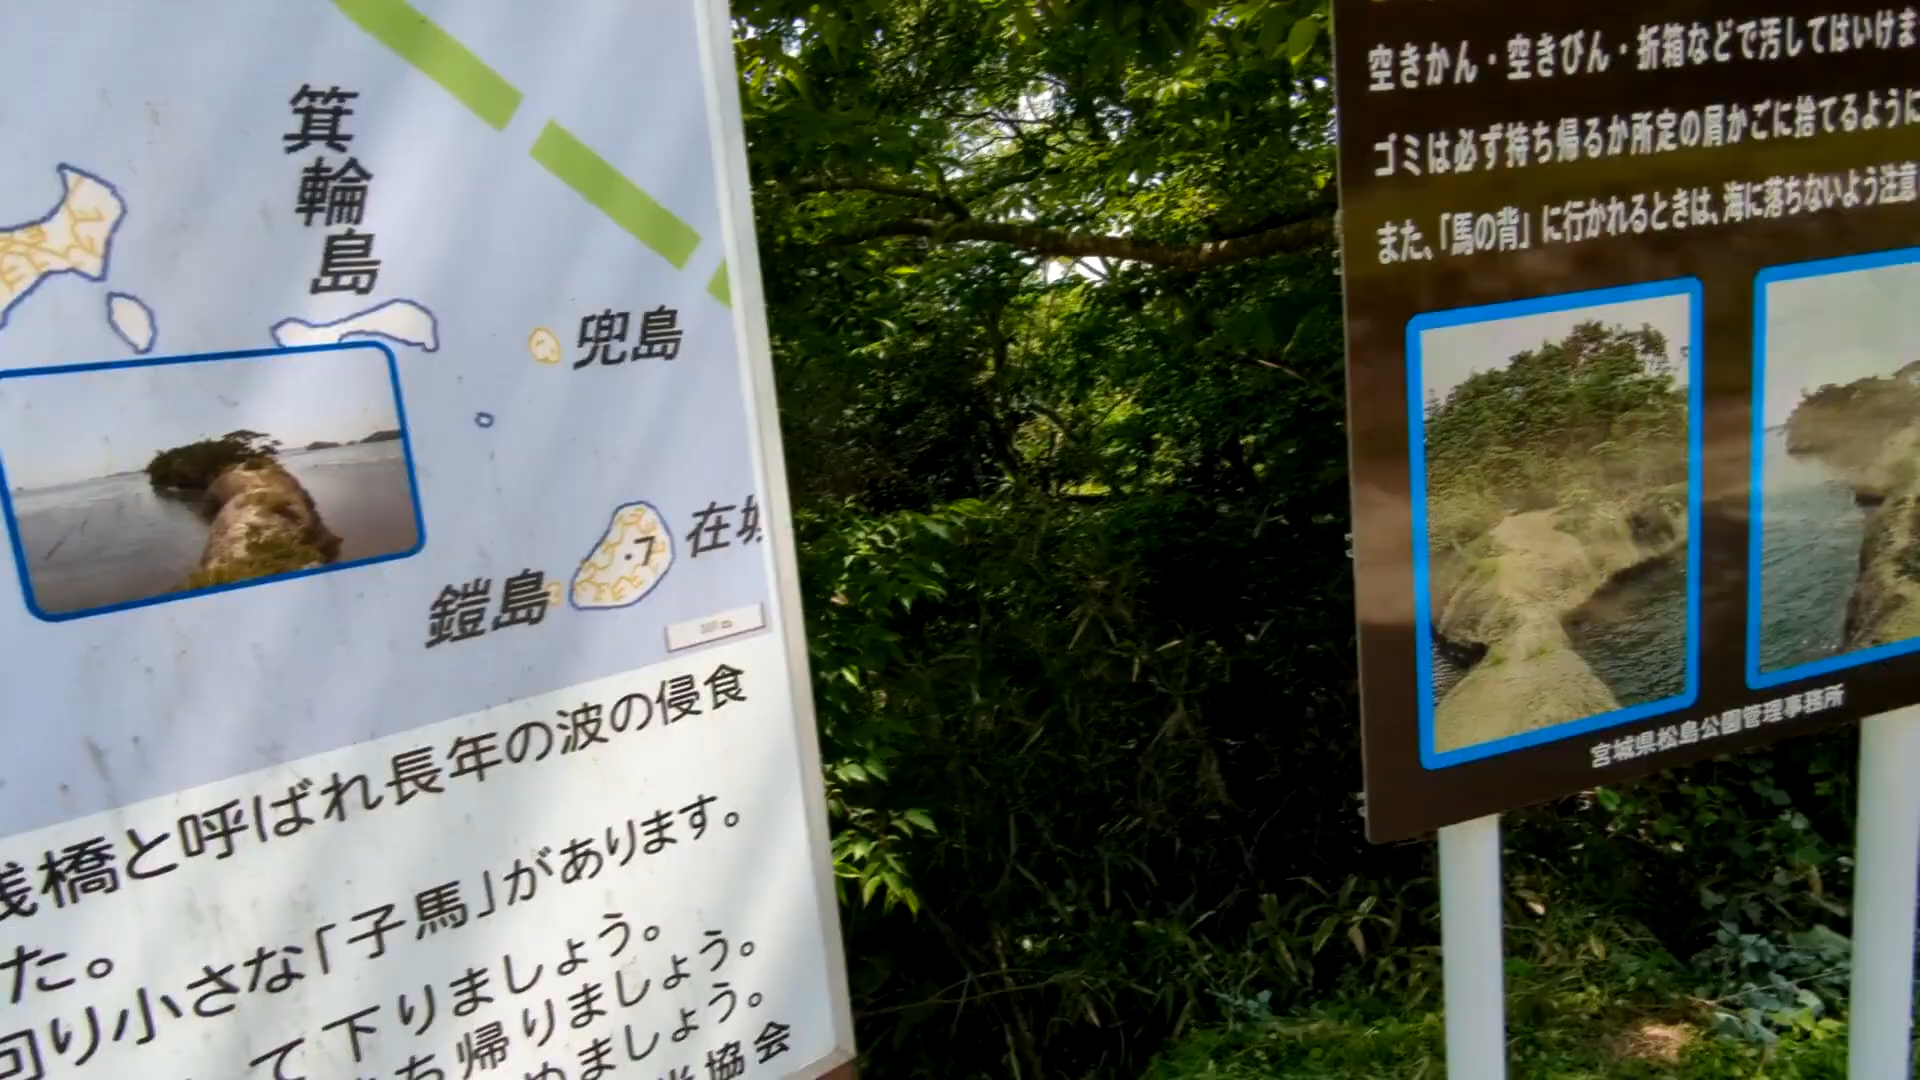 箕輪島
兜島
在城
鎧島
7
桟橋と呼ばれ長年の波の侵食
た。
回り小さな「子馬」があります。
て下りましょう。
ち帰りましょう。
めましょう。
協会
空きかん・空きびん・折箱などで汚してはいけま
ゴミは必ず持ち帰るか所定の屑かごに捨てるように
また、「馬の背」に行かれるときは、海に落ちないよう注意
宮城県松島公園管理事務所